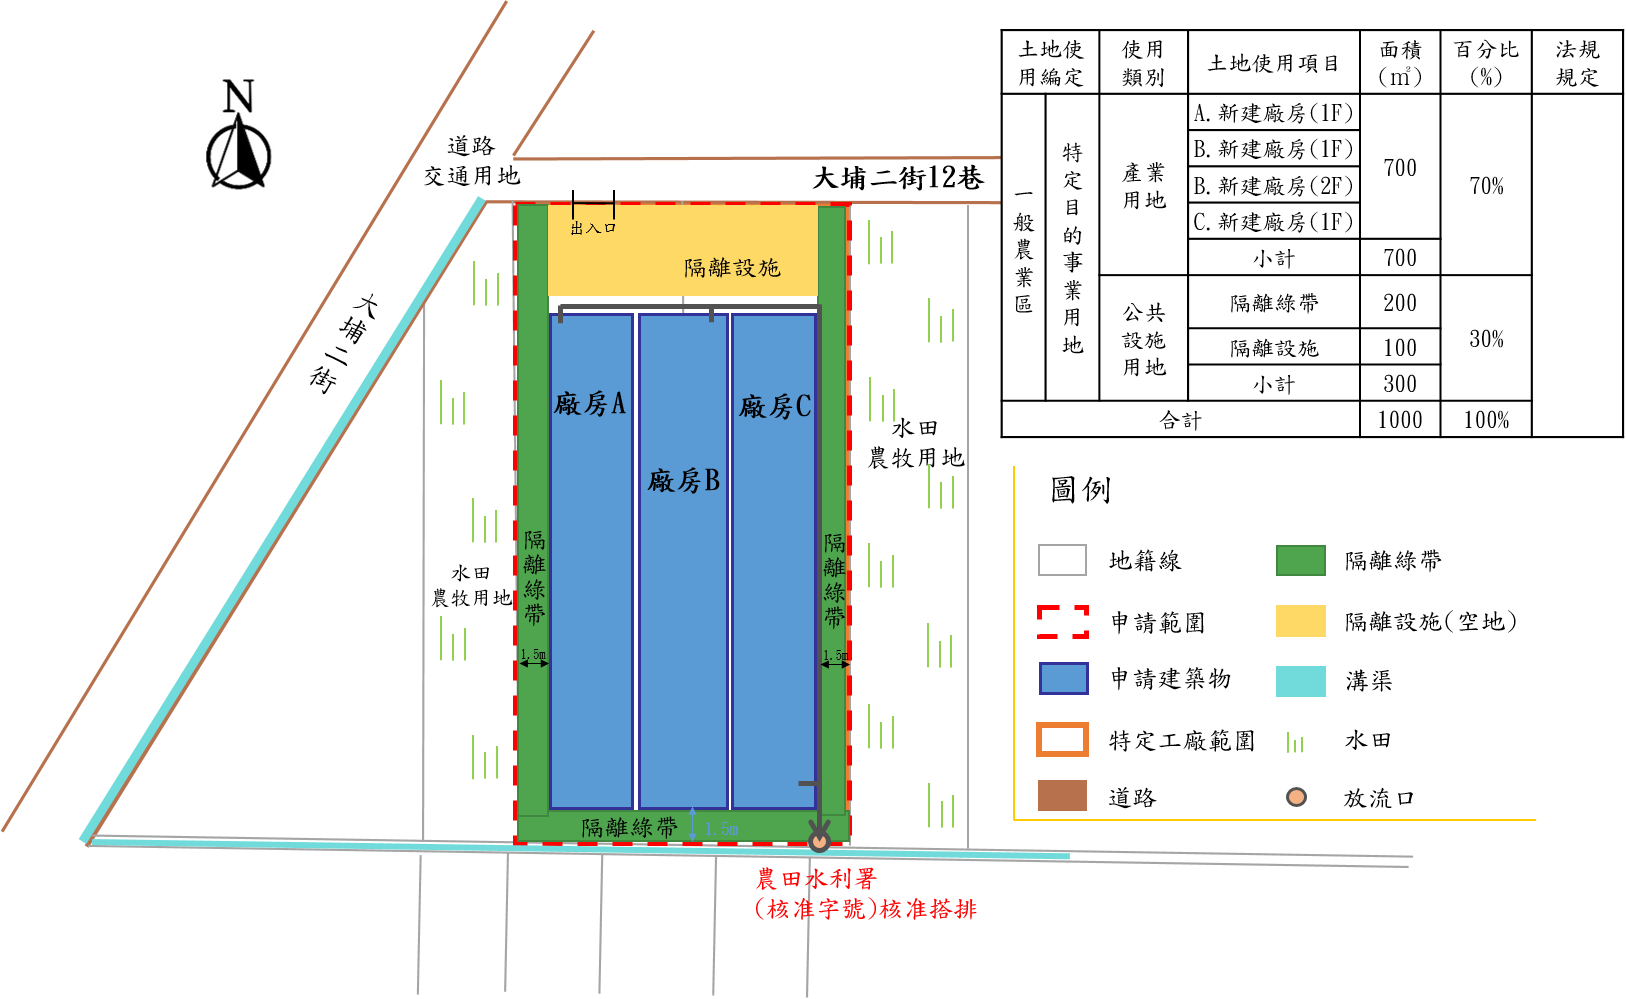 N
道路
交通用地
大埔二街12巷
出入口
隔離設施
大埔二街
廠房A
廠房B
廠房C
水田
農牧用地
水田
農牧用地
隔離綠帶
隔離綠帶
1.5m
1.5m
隔離綠帶
1.5m
農田水利署
(核准字號)核准搭排
土地使用編定 使用類別 土地使用項目 面積(㎡) 百分比(%) 法規規定
一般農業區 特定目的事業用地 產業用地 A.新建廠房(1F) 700 70%
B.新建廠房(1F)
B.新建廠房(2F)
C.新建廠房(1F)
小計 700
公共設施用地 隔離綠帶 200 30%
隔離設施 100
小計 300
合計 1000 100%
圖例
地籍線 隔離綠帶
申請範圍 隔離設施(空地)
申請建築物 溝渠
特定工廠範圍 水田
道路 放流口